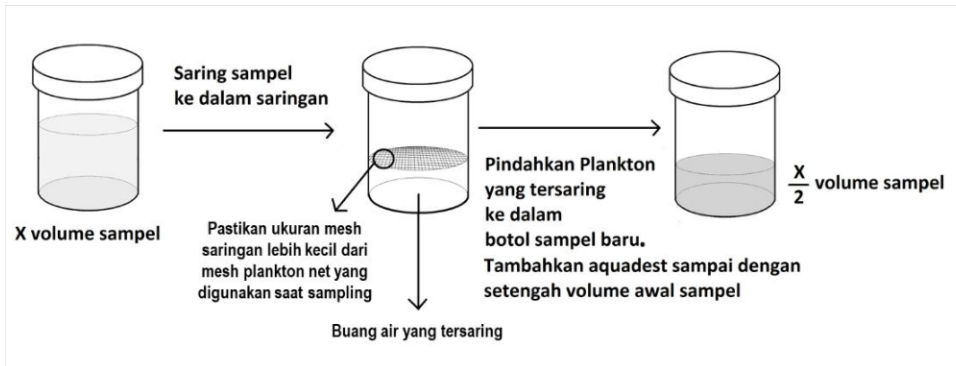 Saring sampel
ke dalam saringan
X volume sampel
Pastikan ukuran mesh
saringan lebih kecil dari
mesh plankton net yang
digunakan saat sampling
Buang air yang tersaring
Pindahkan Plankton
yang tersaring
ke dalam
botol sampel baru.
Tambahkan aquadest sampai dengan
setengah volume awal sampel
X/2 volume sampel